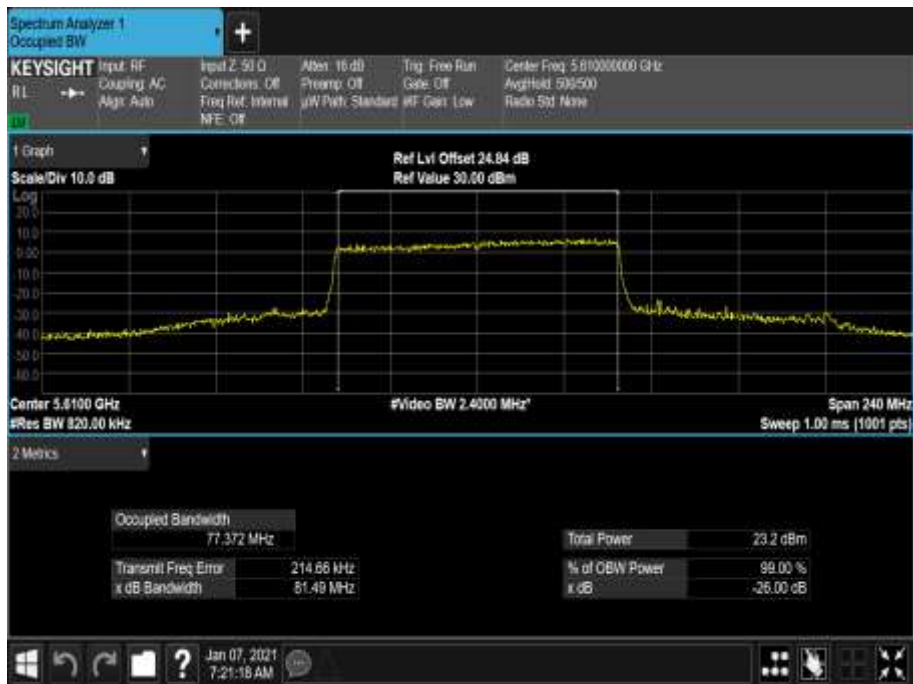 Spectrum Analyzer 1
Occupied BW
+
KEYSIGHT Input: RF
Coupling: AC
Align: Auto
RL
Input Z: 50 Ω
Corrections: Off
Freq Ref: Internal
NFE: Off
Atten: 16 dB
Preamp: Off
µW Path: Standard
Trig: Free Run
Gate: Off
#IF Gain: Low
Center Freq: 5.610000000 GHz
Avg|Hold: 500/500
Radio Std: None
1 Graph
Scale/Div 10.0 dB
Ref Lvl Offset 24.84 dB
Ref Value 30.00 dBm
Log
20.0
10.0
0.00
-10.0
-20.0
-30.0
-40.0
-50.0
-60.0
Center 5.6100 GHz
#Video BW 2.4000 MHz*
Span 240 MHz
#Res BW 820.00 kHz
Sweep 1.00 ms (1001 pts)
2 Metrics
Occupied Bandwidth
77.372 MHz
Total Power 23.2 dBm
Transmit Freq Error 214.66 kHz
% of OBW Power 99.00 %
x dB Bandwidth 81.49 MHz
x dB -26.00 dB
?
Jan 07, 2021
7:21:18 AM